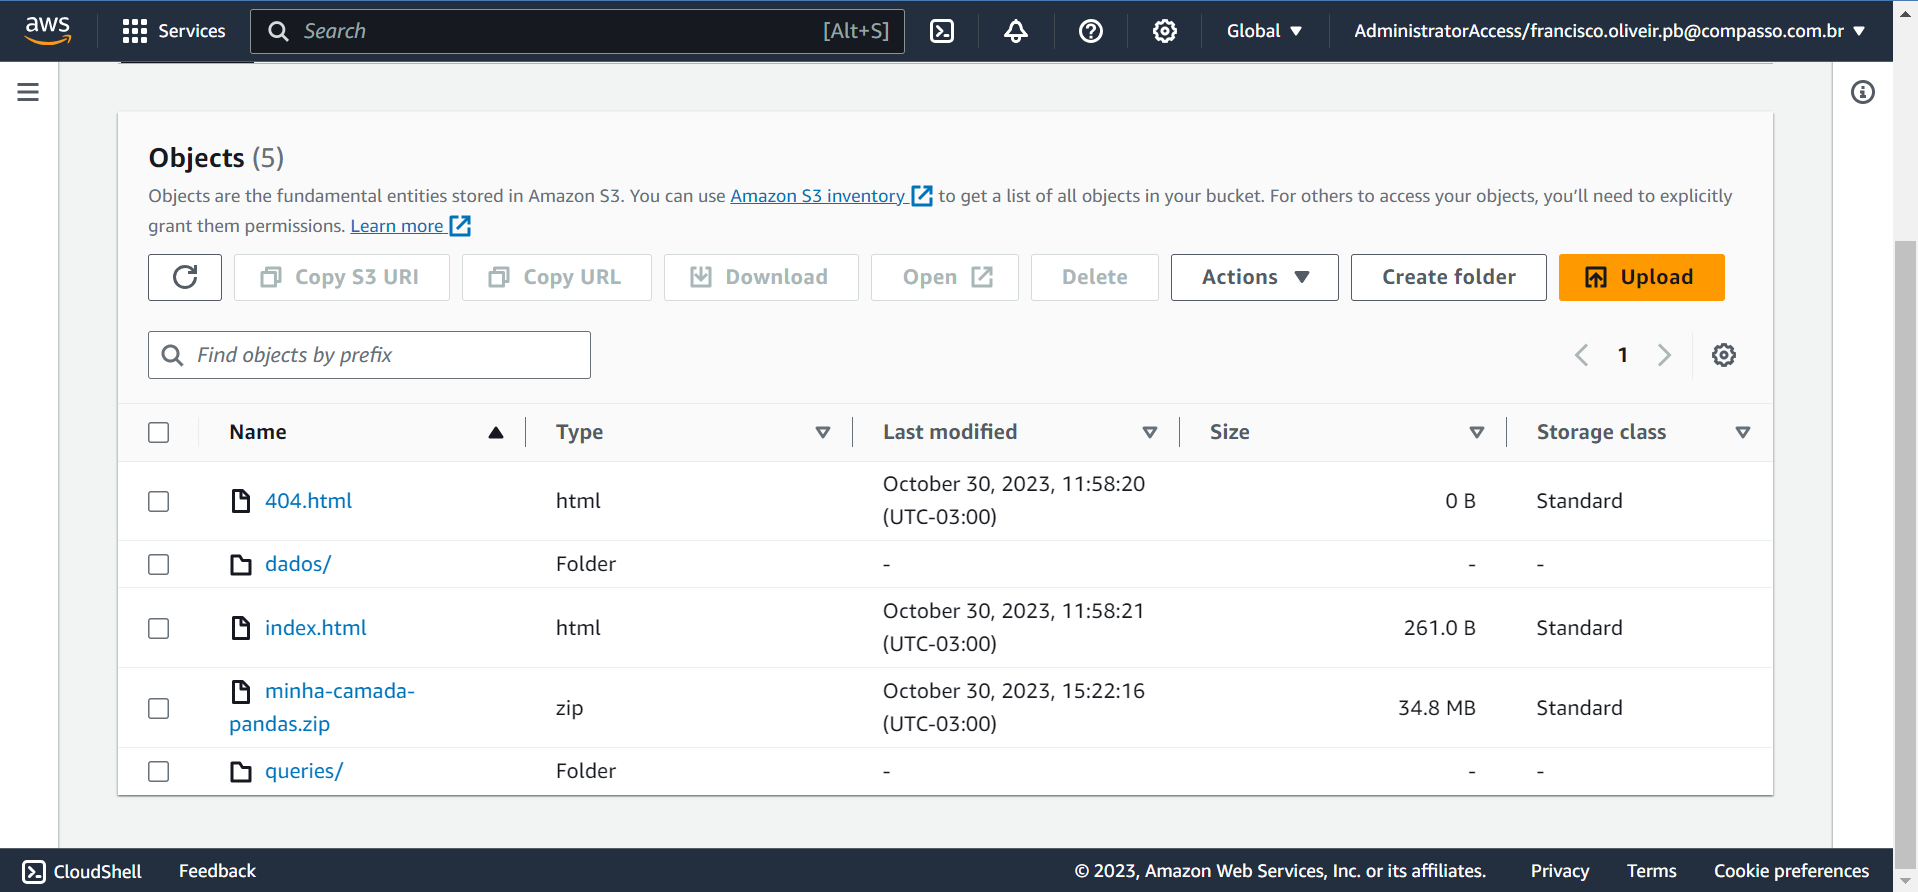 aws Services Search [Alt+S] Global AdministratorAccess/francisco.oliveir.pb@compasso.com.br
Objects (5)
Objects are the fundamental entities stored in Amazon S3. You can use Amazon S3 inventory to get a list of all objects in your bucket. For others to access your objects, you’ll need to explicitly
grant them permissions. Learn more
Copy S3 URI Copy URL Download Open Delete Actions Create folder Upload
Find objects by prefix 1
Name Type Last modified Size Storage class
404.html html October 30, 2023, 11:58:20 (UTC-03:00) 0 B Standard
dados/ Folder - - -
index.html html October 30, 2023, 11:58:21 (UTC-03:00) 261.0 B Standard
minha-camada-pandas.zip zip October 30, 2023, 15:22:16 (UTC-03:00) 34.8 MB Standard
queries/ Folder - - -
CloudShell Feedback © 2023, Amazon Web Services, Inc. or its affiliates. Privacy Terms Cookie preferences